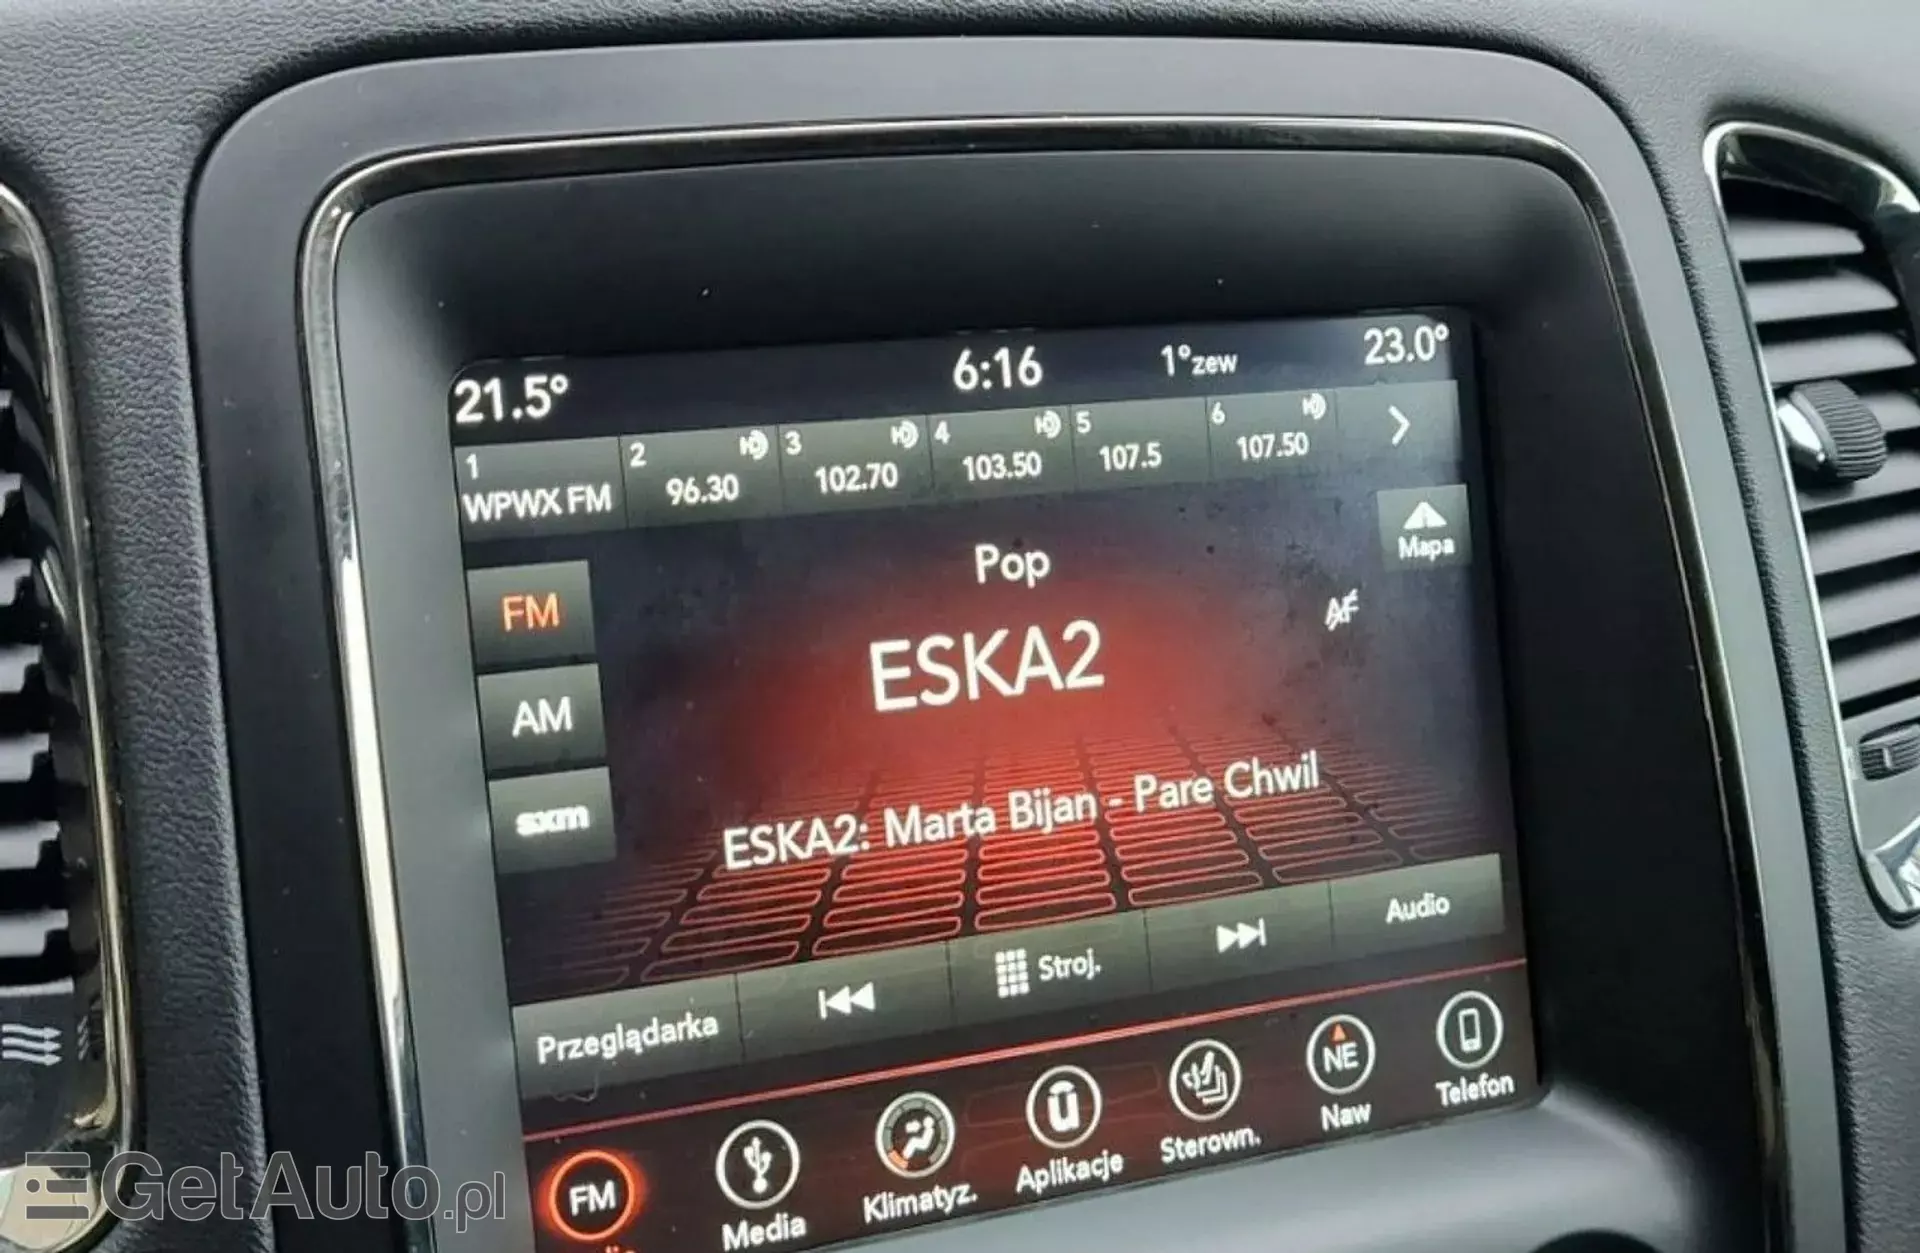 21.5° 6:16 1°zew 23.0°
1 2 3 4 5 6
WPWX FM 96.30 102.70 103.50 107.5 107.50
Mapa
Pop
FM
AF
ESKA2
AM
sxm
ESKA2: Marta Bijan - Pare Chwil
Przeglądarka Stroj. Audio
FM Media Klimatyz. Aplikacje Sterown. NE Naw Telefon
GetAuto.pl